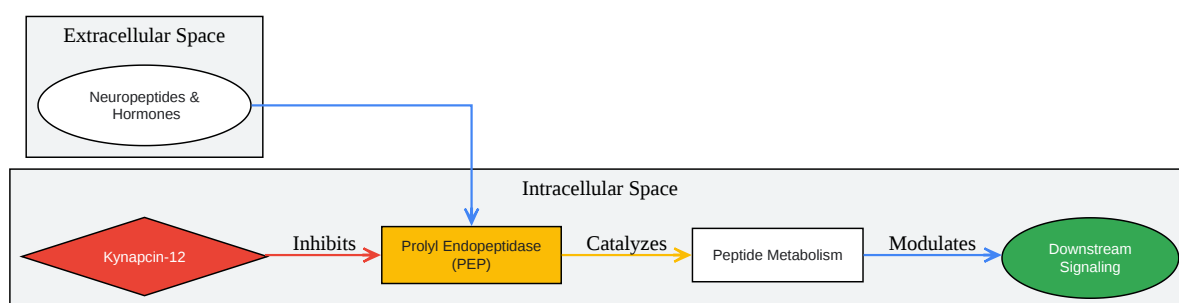 Extracellular Space
Neuropeptides &
Hormones
Intracellular Space
Kynapcin-12
Inhibits
Prolyl Endopeptidase
(PEP)
Catalyzes
Peptide Metabolism
Modulates
Downstream
Signaling